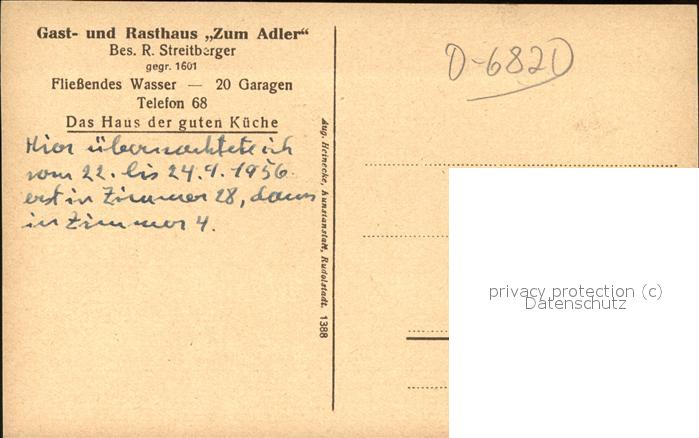 Gast- und Rasthaus „Zum Adler“
Bes. R. Streitberger
gegr. 1601
Fließendes Wasser — 20 Garagen
Telefon 68
Das Haus der guten Küche
Hier übernachtete ich
vom 22. bis 24.9.1956
erst in Zimmer 28, dann
in Zimmer 4.
Aug. Heinecke, Kunstanstalt, Rudolstadt. 1388
D-6820
privacy protection (c)
Datenschutz